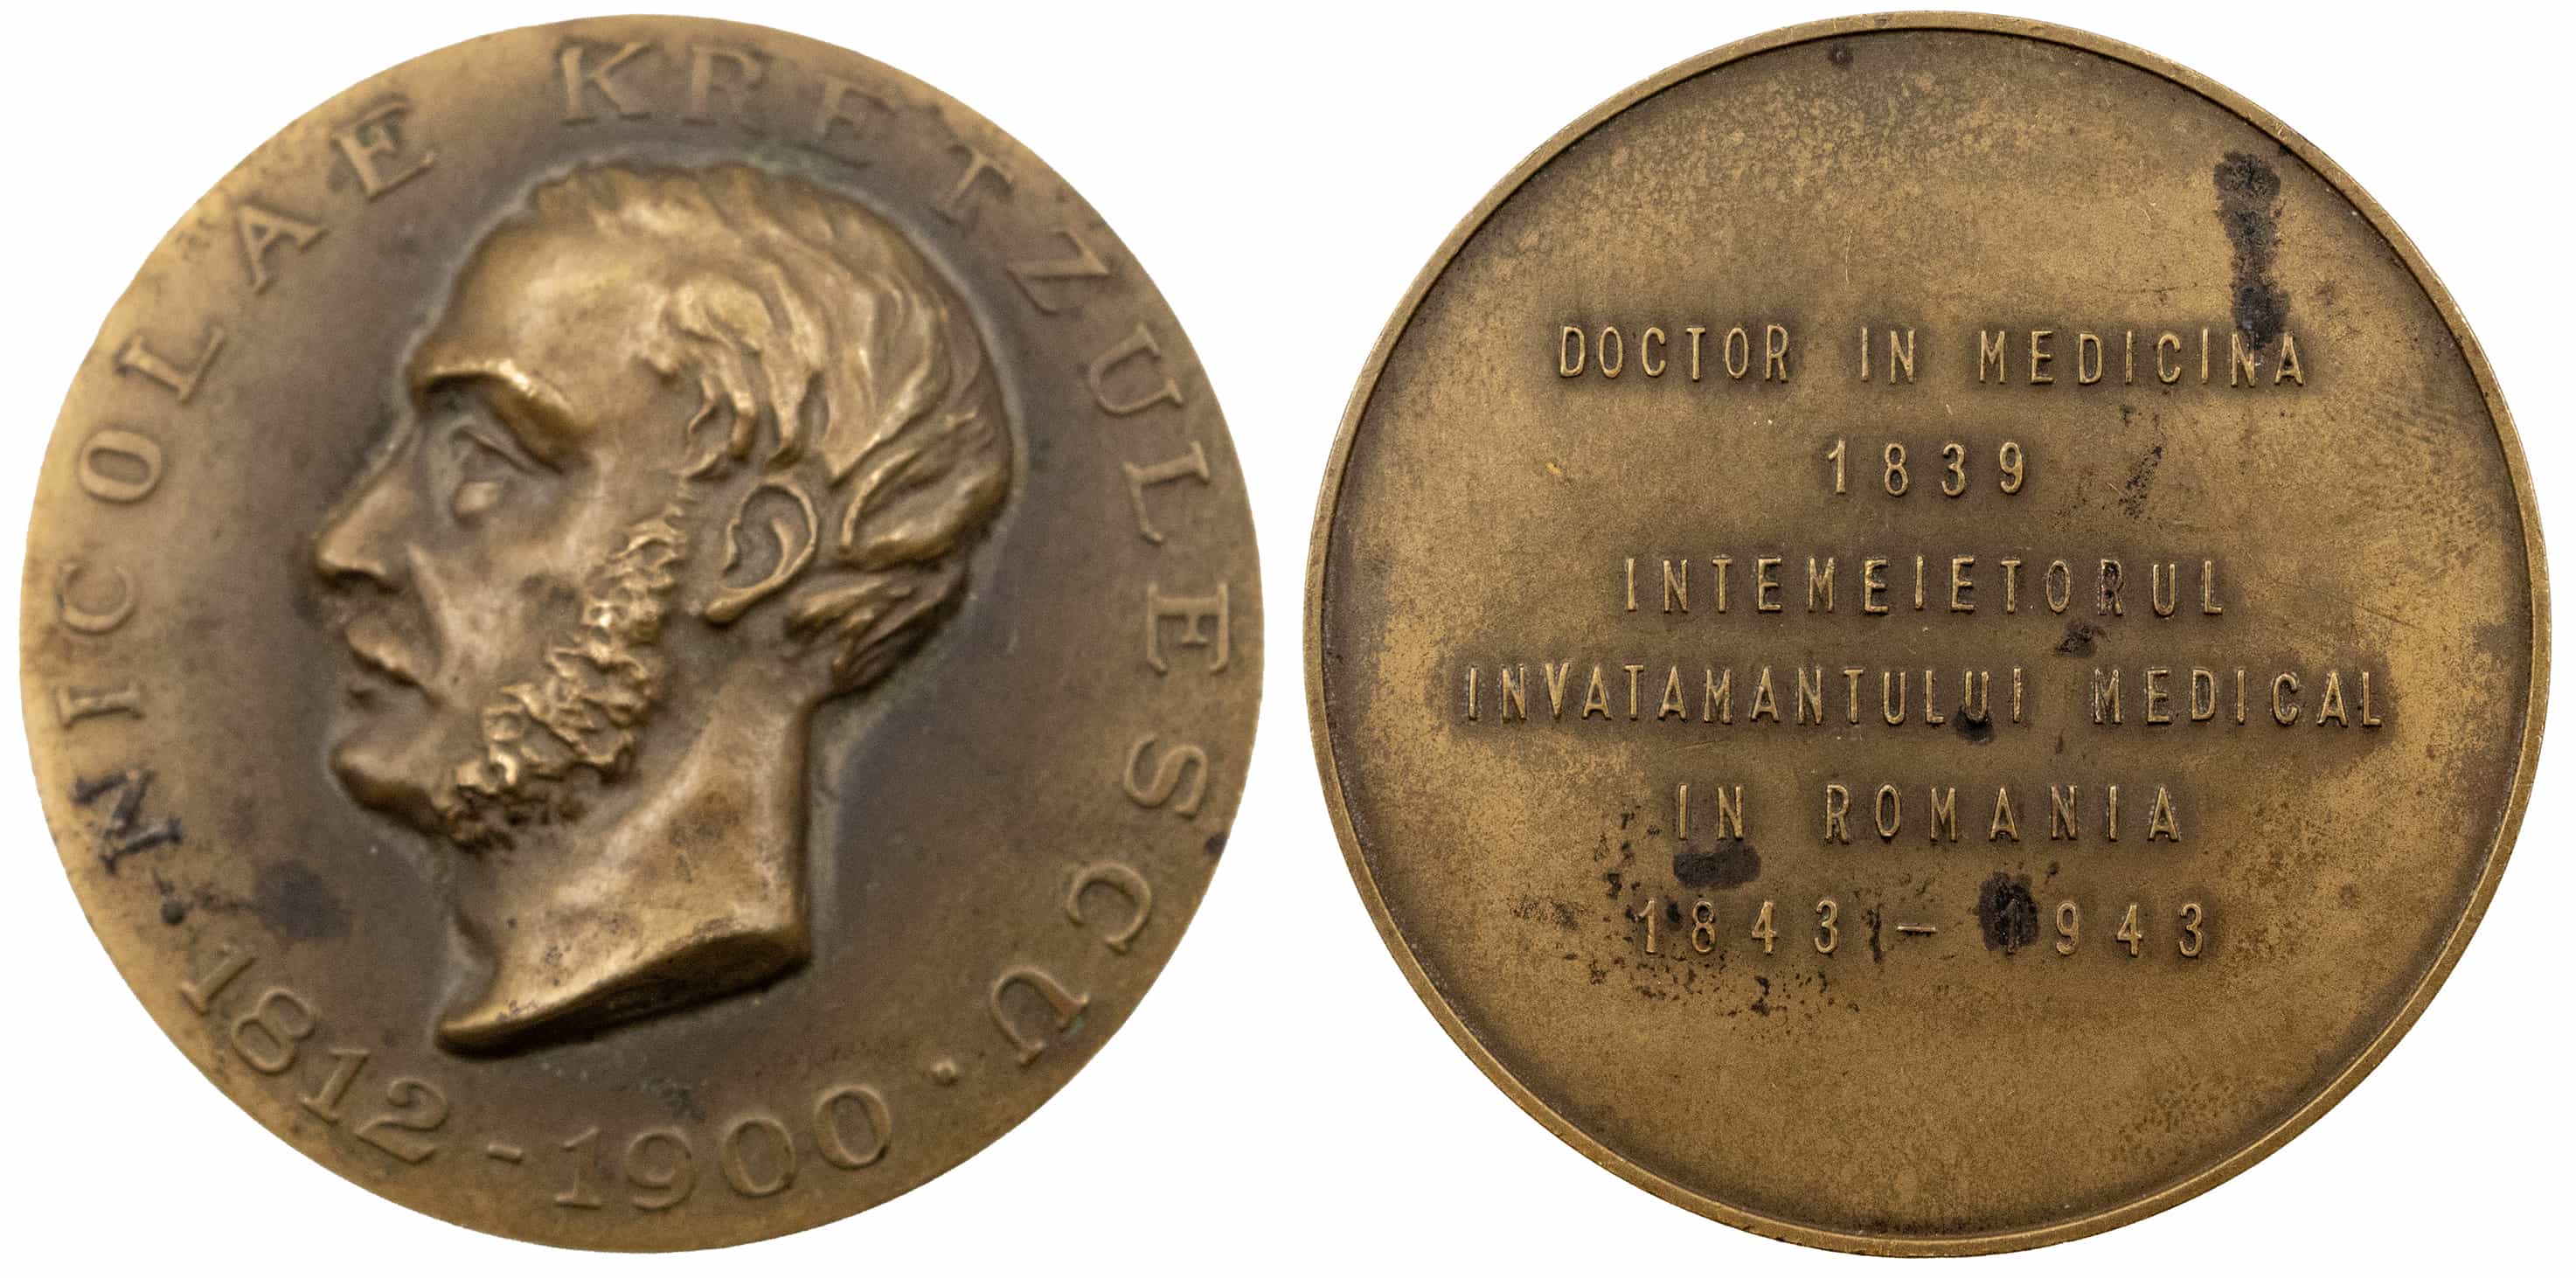 NICOLAE KRETZULESCU ·
1812 - 1900
DOCTOR IN MEDICINA
1839
INTEMEIETORUL
INVATAMANTULUI MEDICAL
IN ROMANIA
1843 - 1943